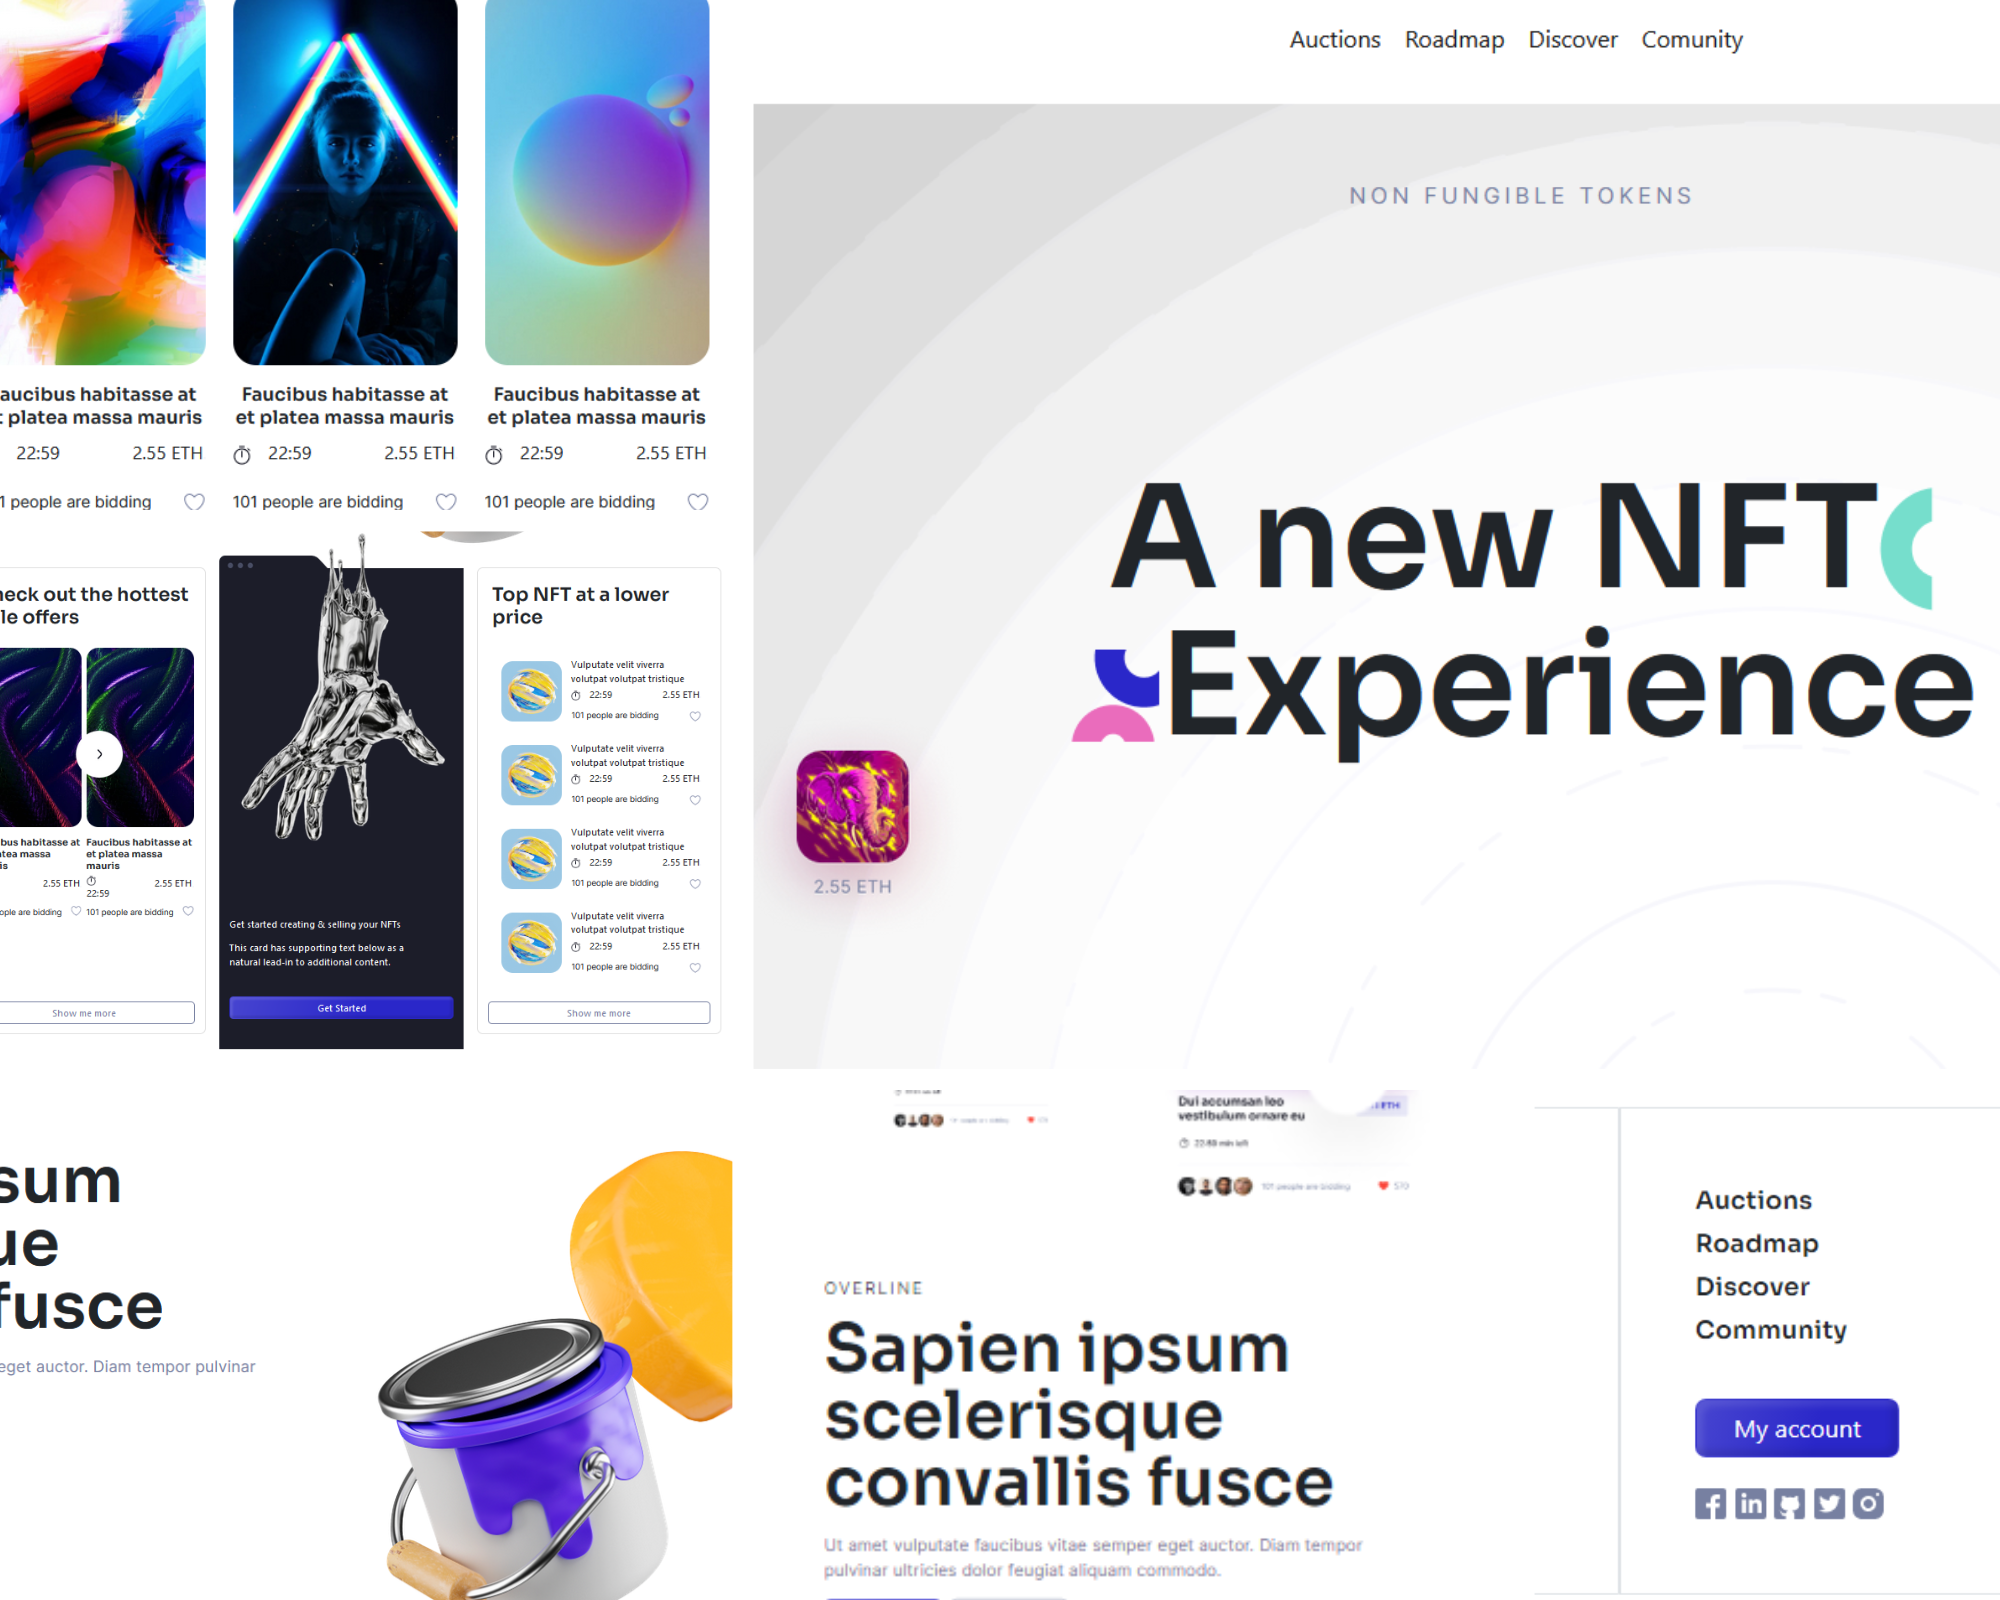 Auctions Roadmap Discover Comunity
NON FUNGIBLE TOKENS
A new NFT
Experience
2.55 ETH
aucibus habitasse at
et platea massa mauris
22:59 2.55 ETH
1 people are bidding
Faucibus habitasse at
et platea massa mauris
22:59 2.55 ETH
101 people are bidding
Faucibus habitasse at
et platea massa mauris
22:59 2.55 ETH
101 people are bidding
heck out the hottest
le offers
bus habitasse at
tea massa
is
2.55 ETH
ople are bidding
Faucibus habitasse at
et platea massa
mauris
22:59
2.55 ETH
101 people are bidding
Show me more
Get started creating & selling your NFTs
This card has supporting text below as a
natural lead-in to additional content.
Get Started
Top NFT at a lower
price
Vulputate velit viverra
volutpat volutpat tristique
22:59 2.55 ETH
101 people are bidding
Vulputate velit viverra
volutpat volutpat tristique
22:59 2.55 ETH
101 people are bidding
Vulputate velit viverra
volutpat volutpat tristique
22:59 2.55 ETH
101 people are bidding
Vulputate velit viverra
volutpat volutpat tristique
22:59 2.55 ETH
101 people are bidding
Show me more
sum
ue
fusce
eget auctor. Diam tempor pulvinar
Dui accumsan leo
vestibulum ornare eu
ETH
22:59 min left
101 people are bidding 570
OVERLINE
Sapien ipsum
scelerisque
convallis fusce
Ut amet vulputate faucibus vitae semper eget auctor. Diam tempor
pulvinar ultricies dolor feugiat aliquam commodo.
Auctions
Roadmap
Discover
Community
My account